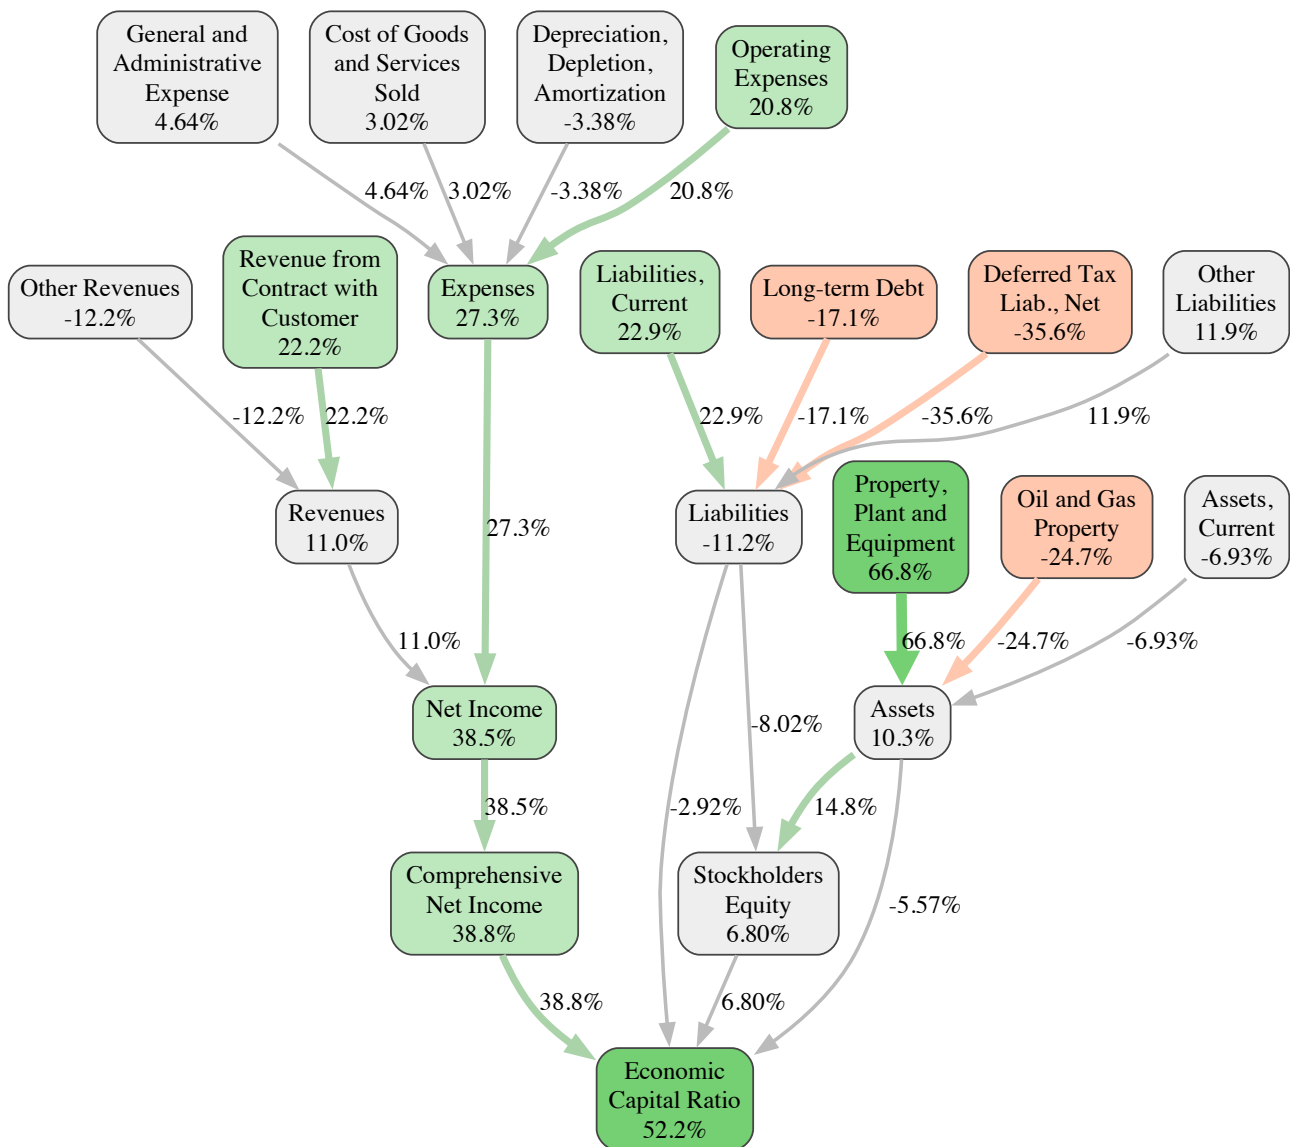 General and
Administrative
Expense
4.64%
Cost of Goods
and Services
Sold
3.02%
Depreciation,
Depletion,
Amortization
-3.38%
Operating
Expenses
20.8%
4.64%
3.02%
-3.38%
20.8%
Other Revenues
-12.2%
Revenue from
Contract with
Customer
22.2%
Expenses
27.3%
Liabilities,
Current
22.9%
Long-term Debt
-17.1%
Deferred Tax
Liab., Net
-35.6%
Other
Liabilities
11.9%
-12.2%
22.2%
22.9%
-17.1%
-35.6%
11.9%
Revenues
11.0%
27.3%
Liabilities
-11.2%
Property,
Plant and
Equipment
66.8%
Oil and Gas
Property
-24.7%
Assets,
Current
-6.93%
11.0%
66.8%
-24.7%
-6.93%
Net Income
38.5%
-8.02%
Assets
10.3%
38.5%
-2.92%
14.8%
Comprehensive
Net Income
38.8%
Stockholders
Equity
6.80%
-5.57%
38.8%
6.80%
Economic
Capital Ratio
52.2%